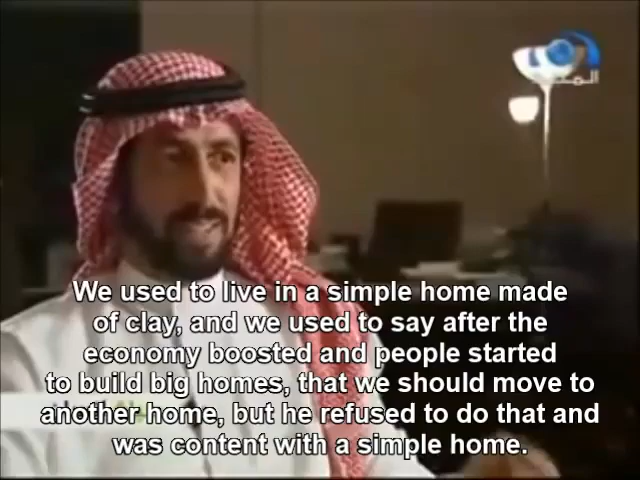 We used to live in a simple home made
of clay, and we used to say after the
economy boosted and people started
to build big homes, that we should move to
another home, but he refused to do that and
was content with a simple home.